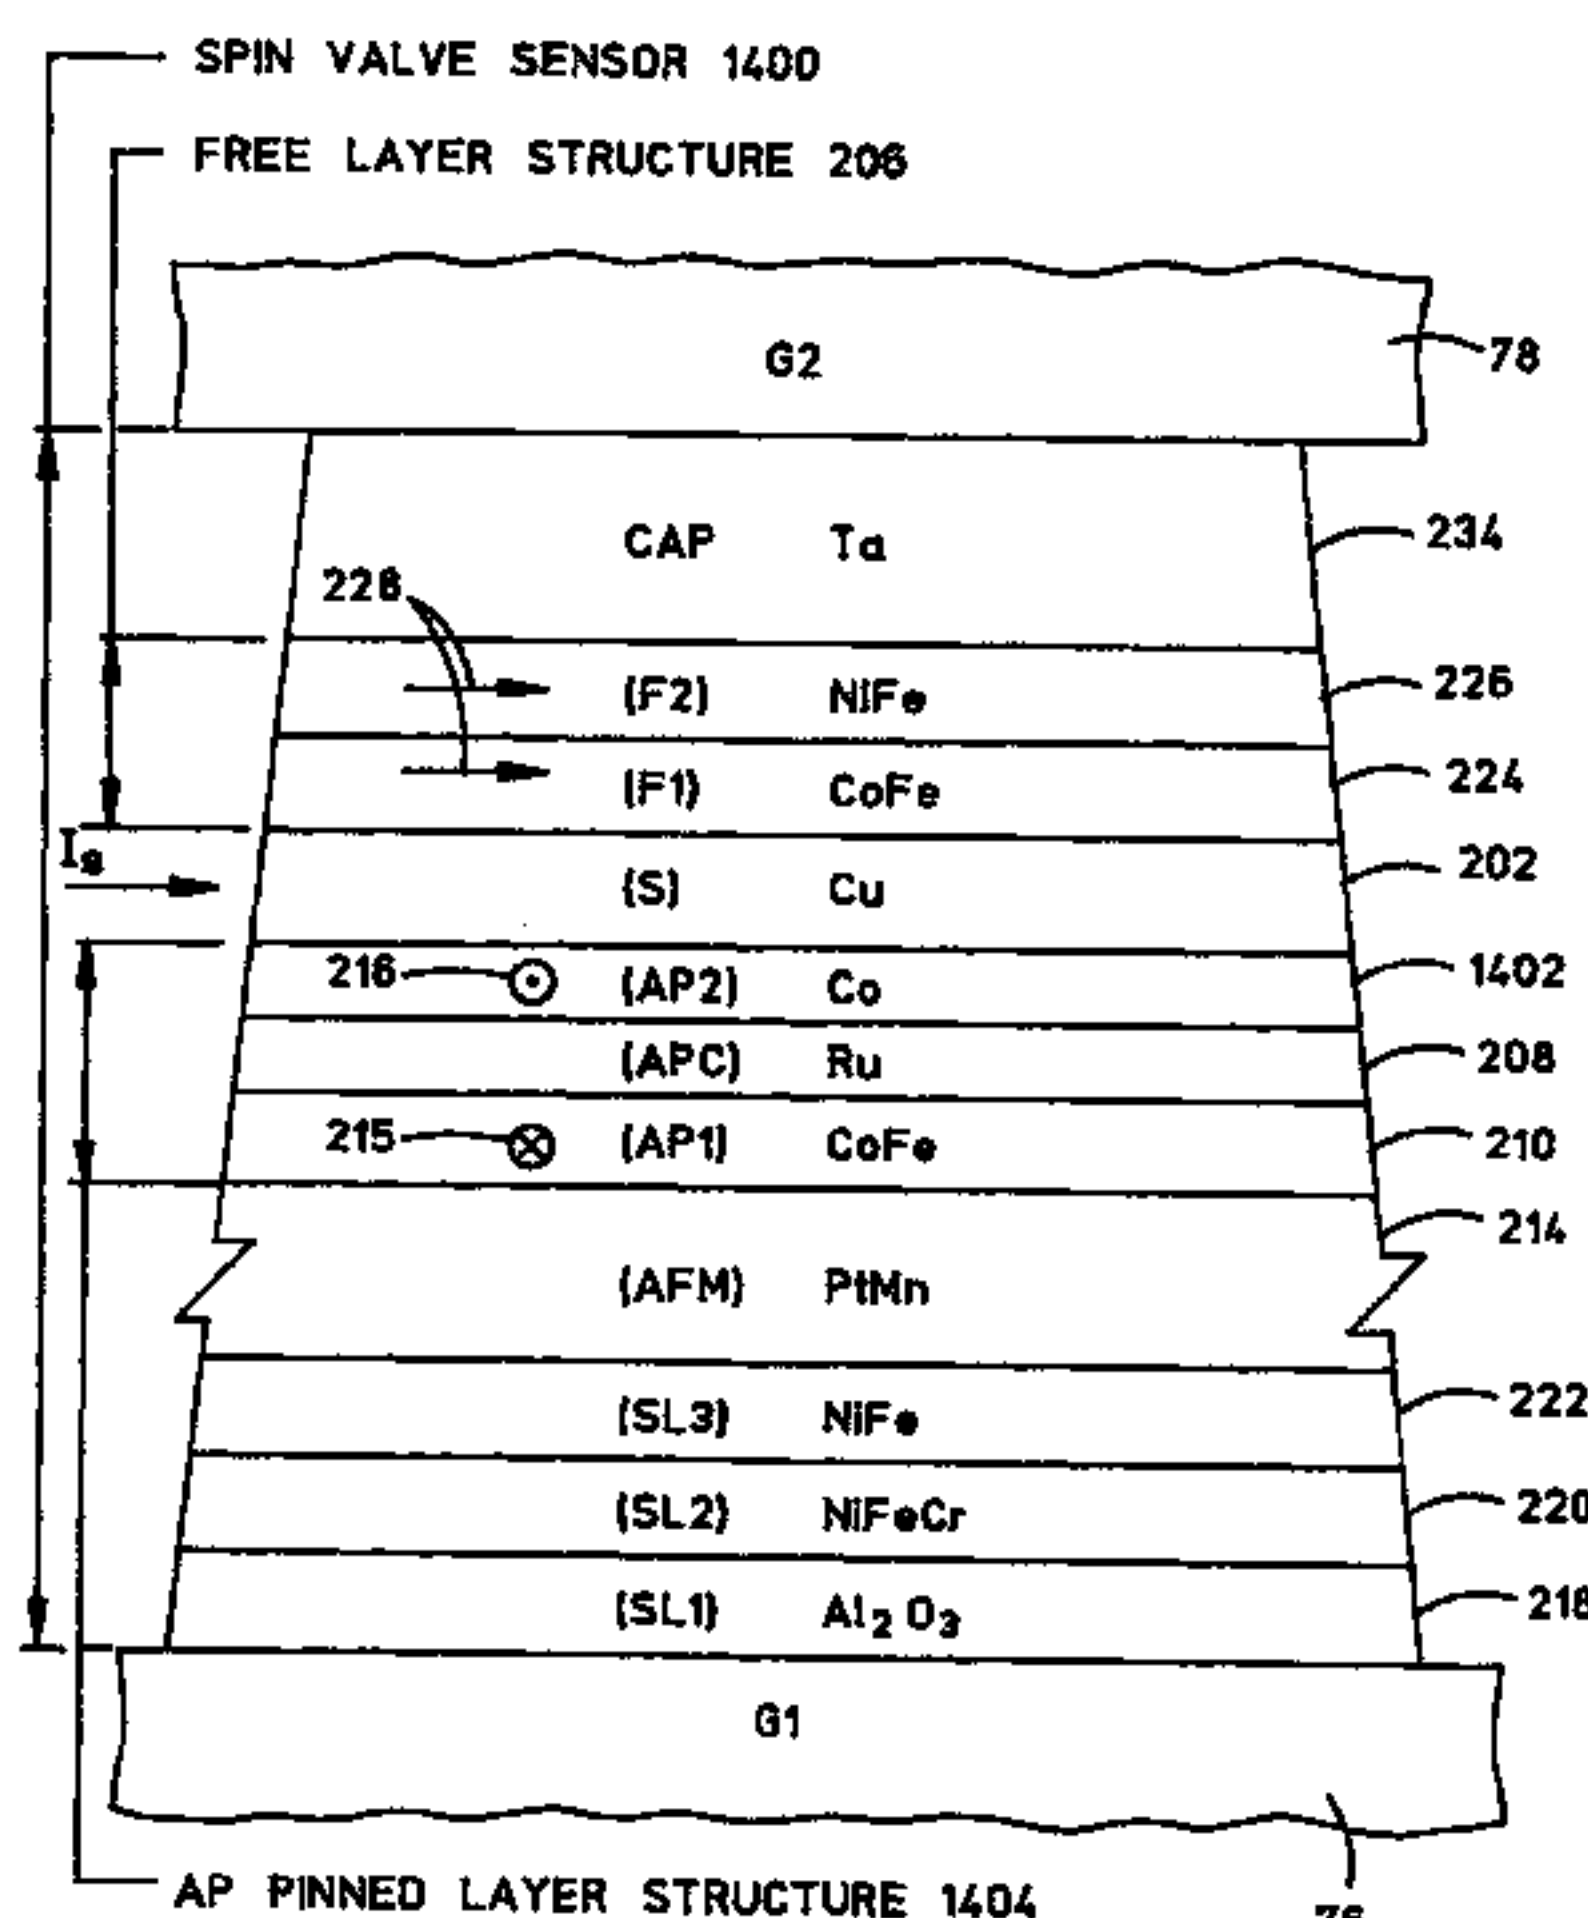 SPIN VALVE SENSOR 1400
FREE LAYER STRUCTURE 206
G2 78
CAP Ta 234
228
(F2) NiFe 226
(F1) CoFe 224
Is
(S) Cu 202
216 (AP2) Co 1402
(APC) Ru 208
215 (AP1) CoFe 210
214
(AFM) PtMn
(SL3) NiFe 222
(SL2) NiFeCr 220
(SL1) Al2O3 218
G1
AP PINNED LAYER STRUCTURE 1404
76